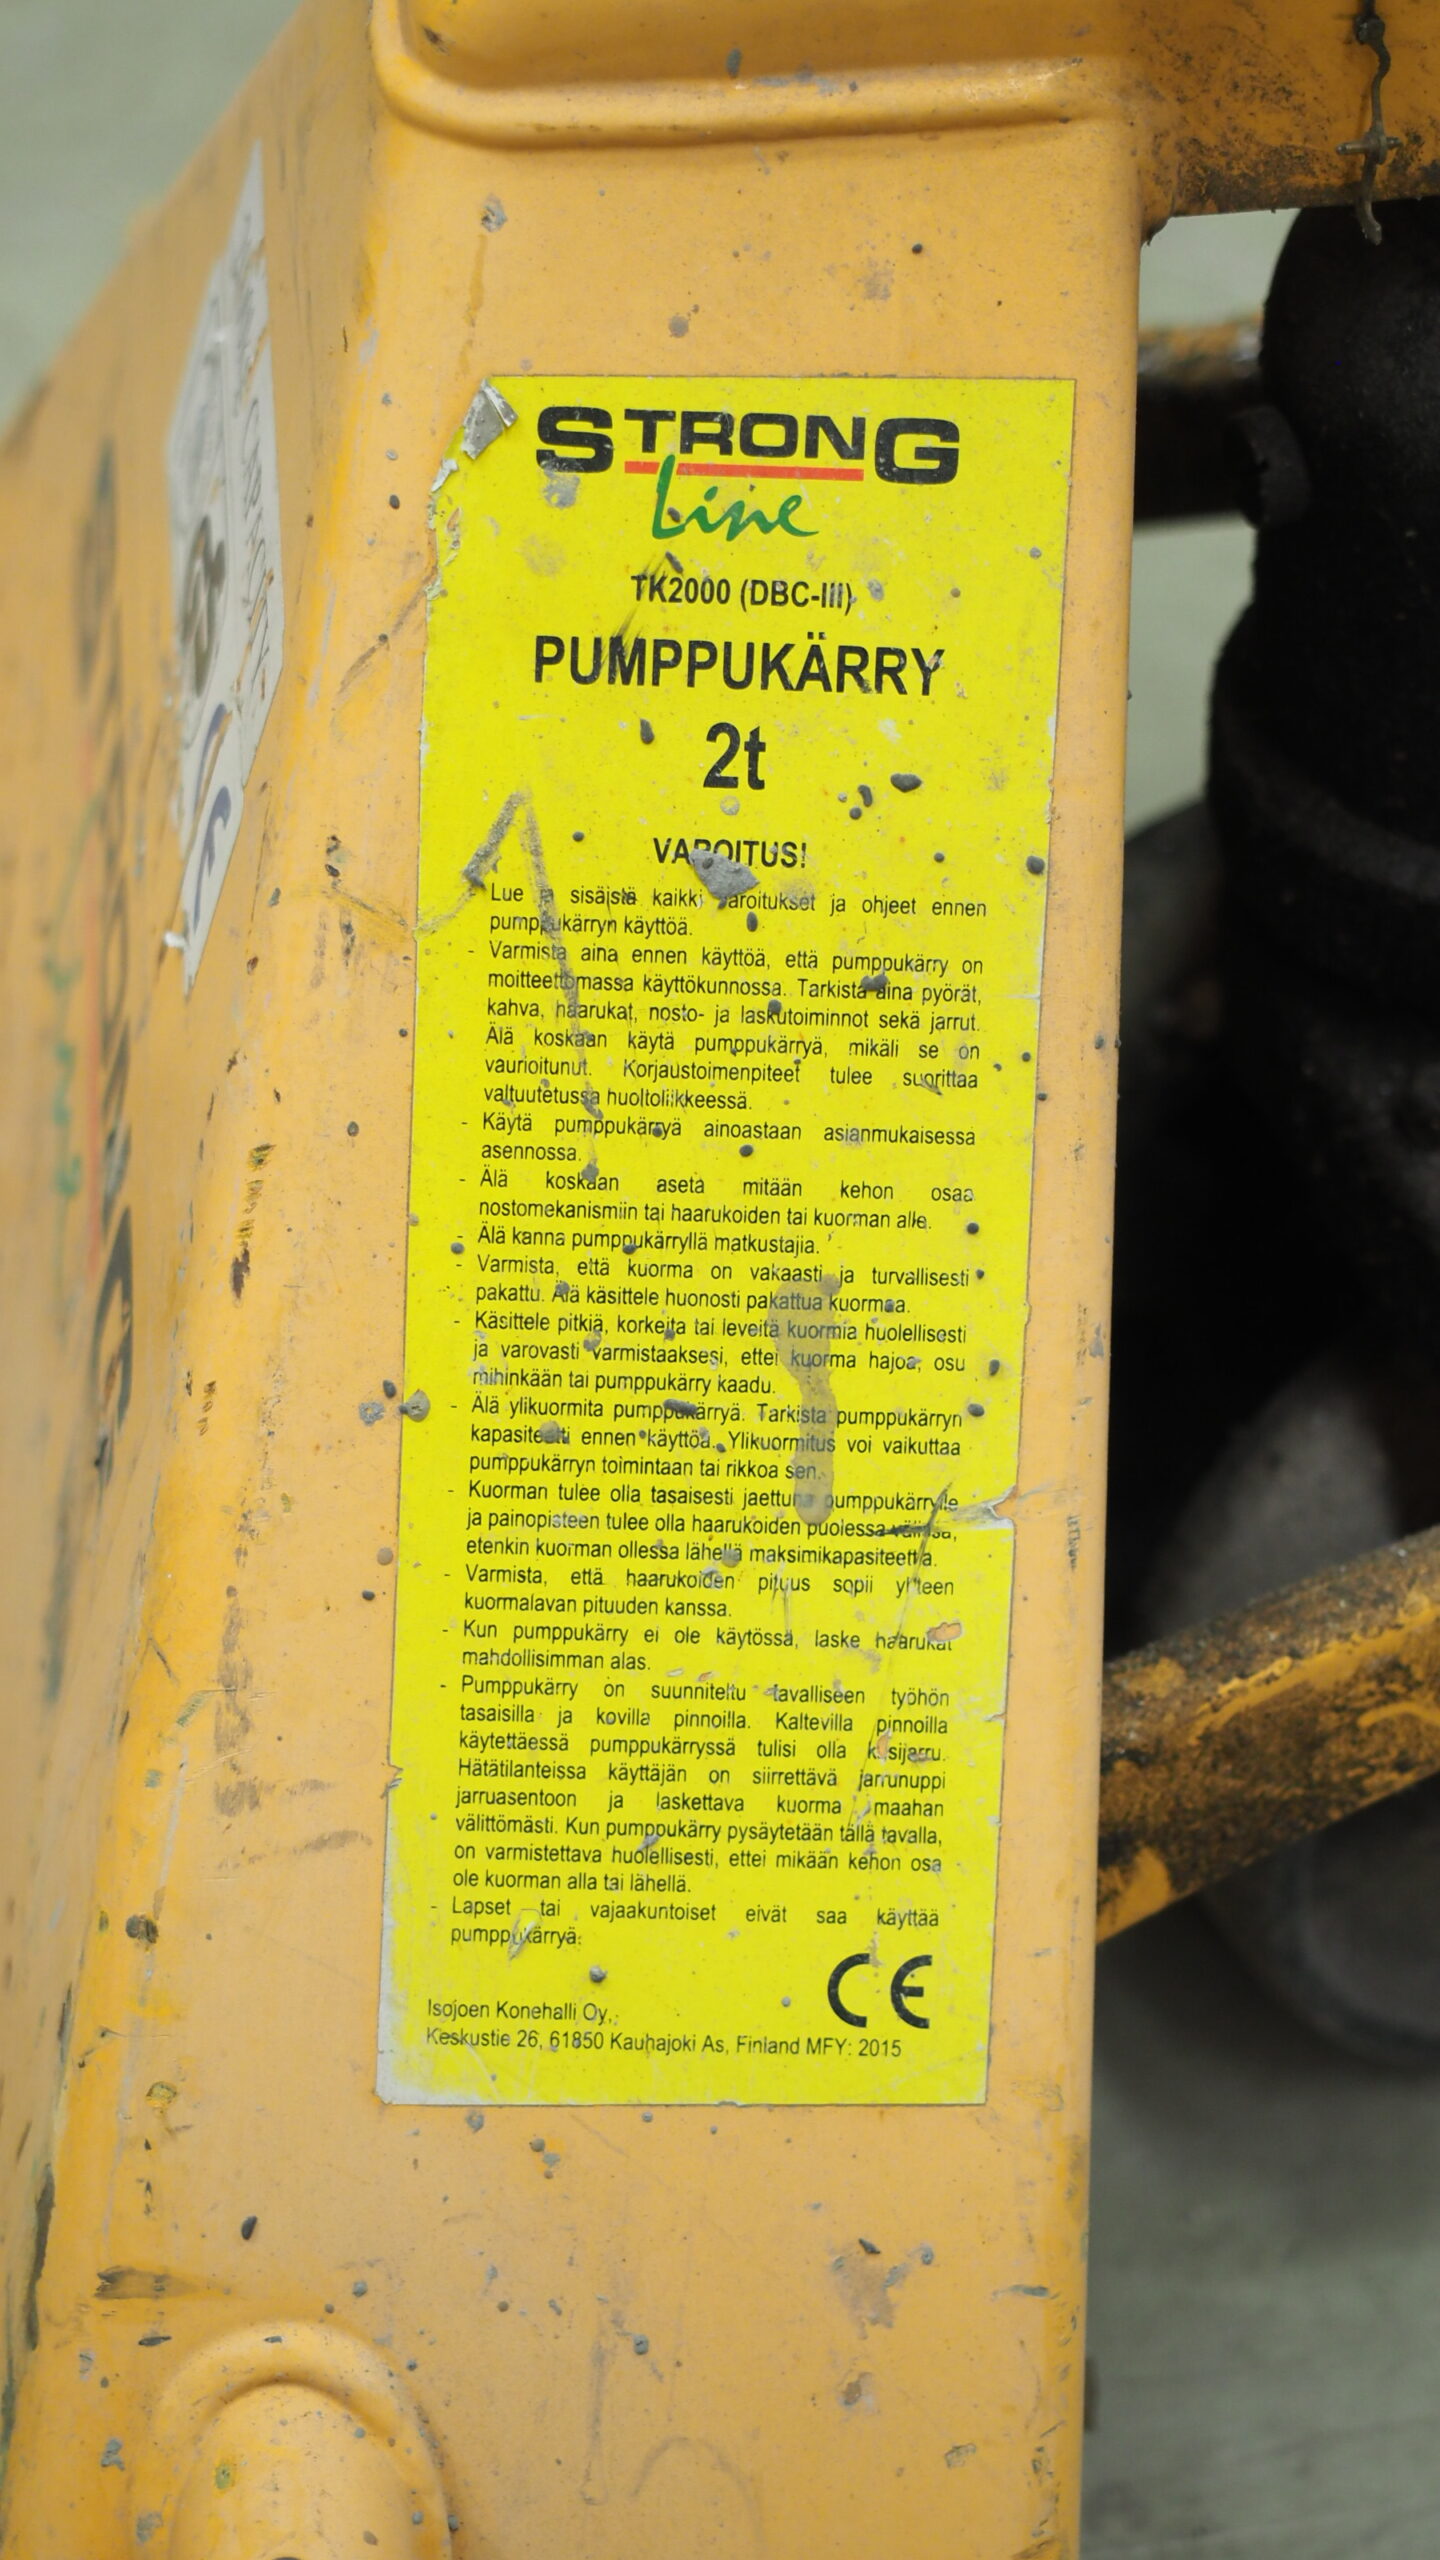 STRONG
Line
TK2000 (DBC-III)
PUMPPUKÄRRY
2t
VAROITUS!
Lue ja sisäistä kaikki varoitukset ja ohjeet ennen
pumppukärryn käyttöä.
- Varmista aina ennen käyttöä, että pumppukärry on
moitteettomassa käyttökunnossa. Tarkista aina pyörät,
kahva, haarukat, nosto- ja laskutoiminnot sekä jarrut.
Älä koskaan käytä pumppukärryä, mikäli se on
vaurioitunut. Korjaustoimenpiteet tulee suorittaa
valtuutetussa huoltoliikkeessä.
- Käytä pumppukärryä ainoastaan asianmukaisessa
asennossa.
- Älä koskaan aseta mitään kehon osaa
nostomekanismiin tai haarukoiden tai kuorman alle.
- Älä kanna pumppukärryllä matkustajia.
- Varmista, että kuorma on vakaasti ja turvallisesti
pakattu. Älä käsittele huonosti pakattua kuormaa.
- Käsittele pitkiä, korkeita tai leveitä kuormia huolellisesti
ja varovasti varmistaaksesi, ettei kuorma hajoa, osu
mihinkään tai pumppukärry kaadu.
- Älä ylikuormita pumppukärryä. Tarkista pumppukärryn
kapasiteetti ennen käyttöä. Ylikuormitus voi vaikuttaa
pumppukärryn toimintaan tai rikkoa sen.
- Kuorman tulee olla tasaisesti jaettuna pumppukärrylle
ja painopisteen tulee olla haarukoiden puolessa välissä,
etenkin kuorman ollessa lähellä maksimikapasiteettia.
- Varmista, että haarukoiden pituus sopii yhteen
kuormalavan pituuden kanssa.
- Kun pumppukärry ei ole käytössä, laske haarukat
mahdollisimman alas.
- Pumppukärry on suunniteltu tavalliseen työhön
tasaisilla ja kovilla pinnoilla. Kaltevilla pinnoilla
käytettäessä pumppukärryssä tulisi olla käsijarru.
Hätätilanteissa käyttäjän on siirrettävä jarrunuppi
jarruasentoon ja laskettava kuorma maahan
välittömästi. Kun pumppukärry pysäytetään tällä tavalla,
on varmistettava huolellisesti, ettei mikään kehon osa
ole kuorman alla tai lähellä.
- Lapset tai vajaakuntoiset eivät saa käyttää
pumppukärryä.
CE
Isojoen Konehalli Oy,
Keskustie 26, 61850 Kauhajoki As, Finland MFY: 2015